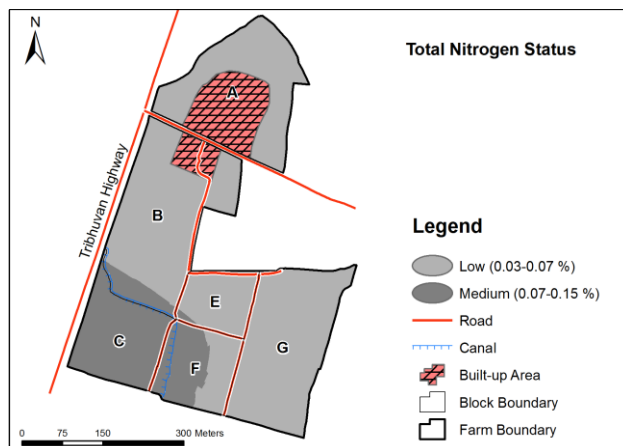 N
Total Nitrogen Status
A
Tribhuvan Highway
B
Legend
Low (0.03-0.07 %)
Medium (0.07-0.15 %)
Road
Canal
Built-up Area
Block Boundary
Farm Boundary
E
C
G
F
0 75 150 300 Meters